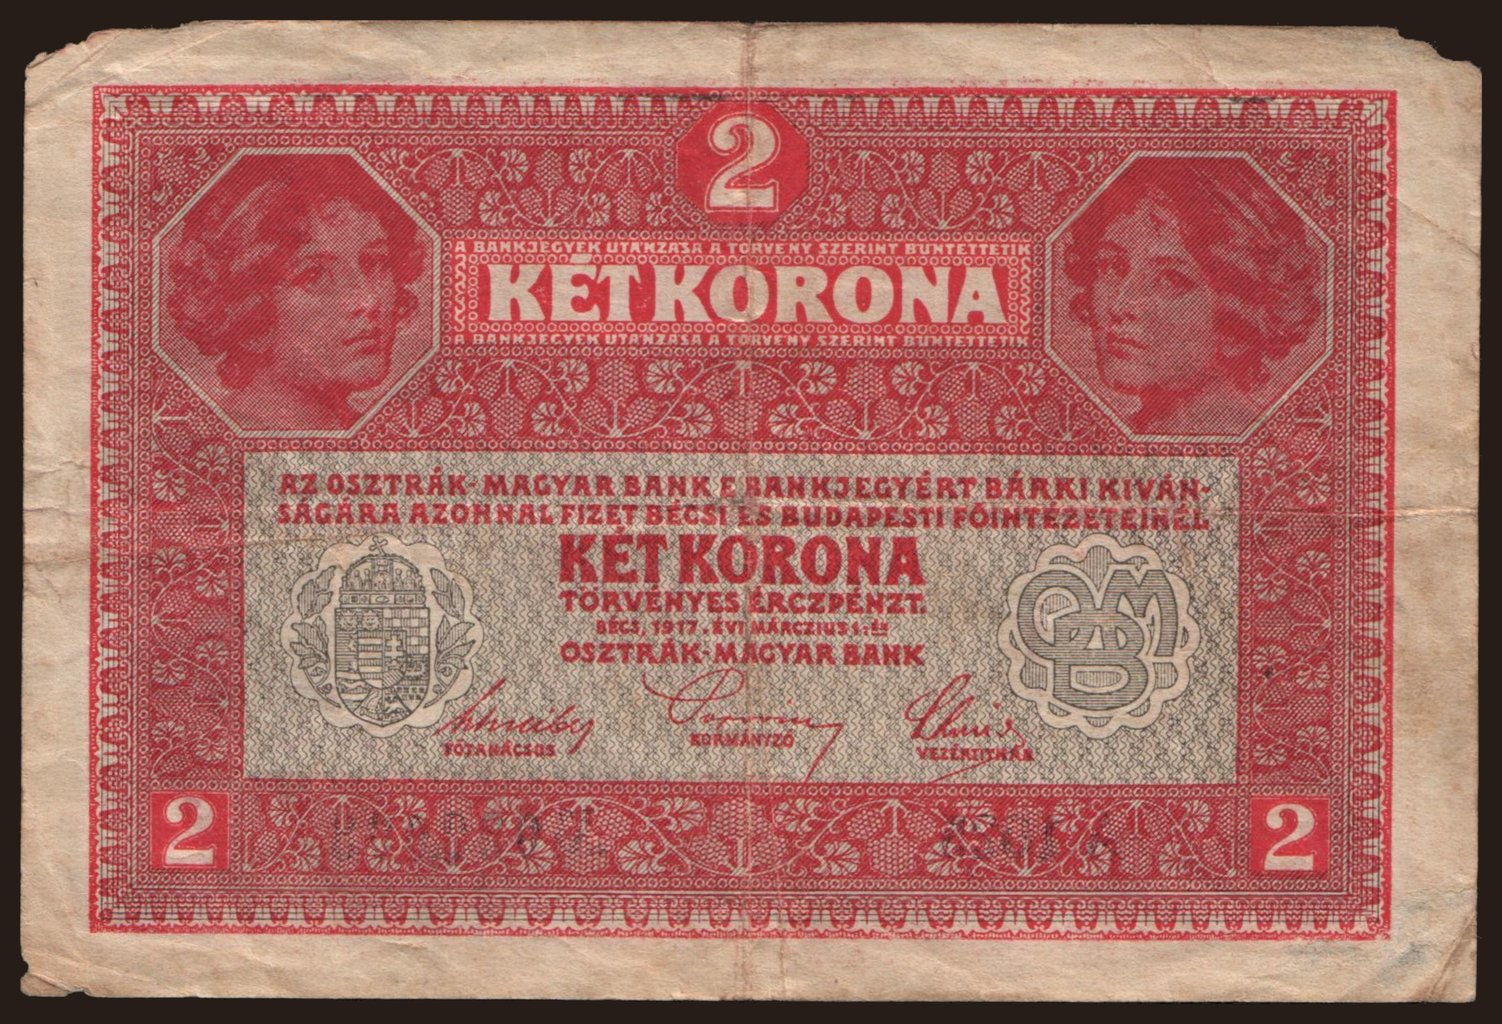 2
A BANKJEGYEK UTÁNZÁSA A TÖRVÉNY SZERINT BÜNTETTETIK
KÉT KORONA
A BANKJEGYEK UTÁNZÁSA A TÖRVÉNY SZERINT BÜNTETTETIK
AZ OSZTRÁK-MAGYAR BANK E BANKJEGYÉRT BÁRKI KIVÁN-
SÁGÁRA AZONNAL FIZET BÉCSI ÉS BUDAPESTI FŐINTÉZETEINÉL
KÉT KORONA
TÖRVÉNYES ÉRCZPÉNZT.
BÉCS, 1917. ÉVI MÁRCZIUS 1-ÉN
OSZTRÁK-MAGYAR BANK
FŐTANÁCSOS KORMÁNYZÓ VEZÉRTITKÁR
2 2